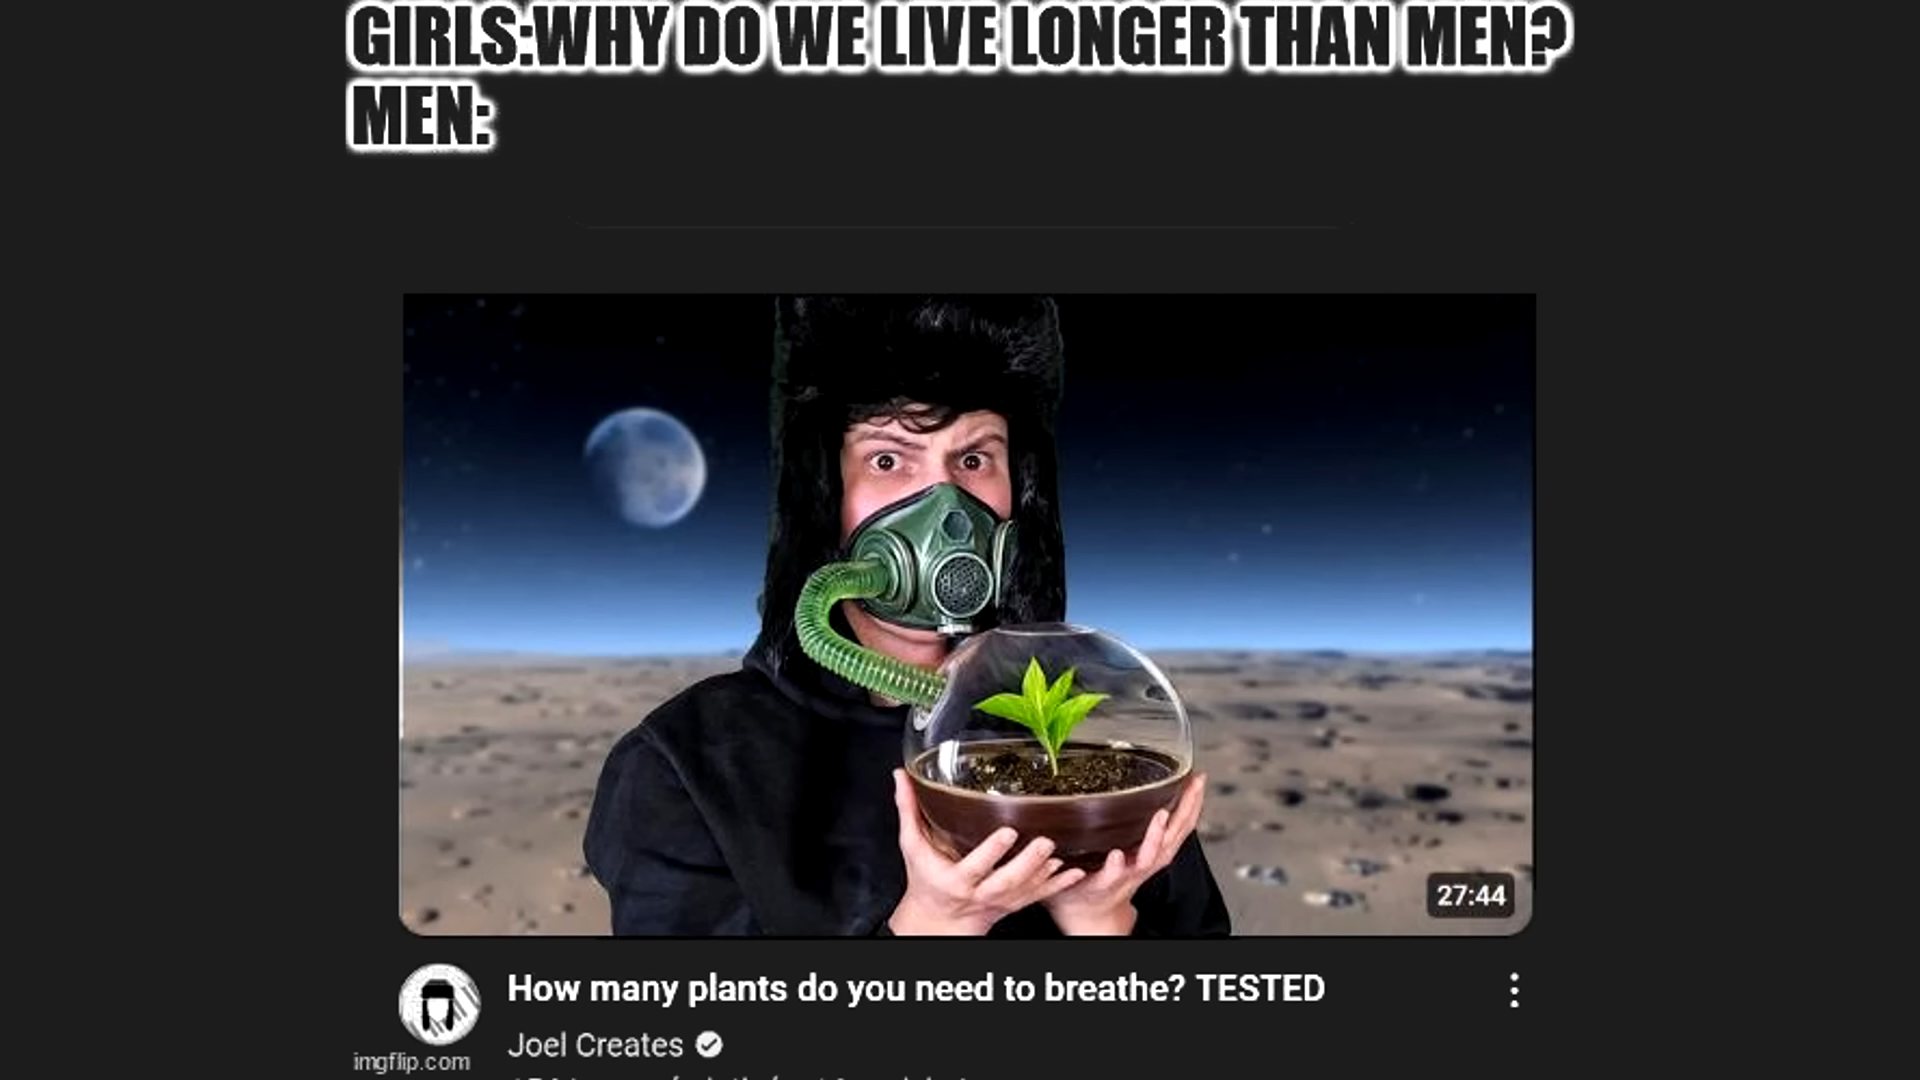 GIRLS:WHY DO WE LIVE LONGER THAN MEN?
MEN:
27:44
How many plants do you need to breathe? TESTED
Joel Creates
imgflip.com